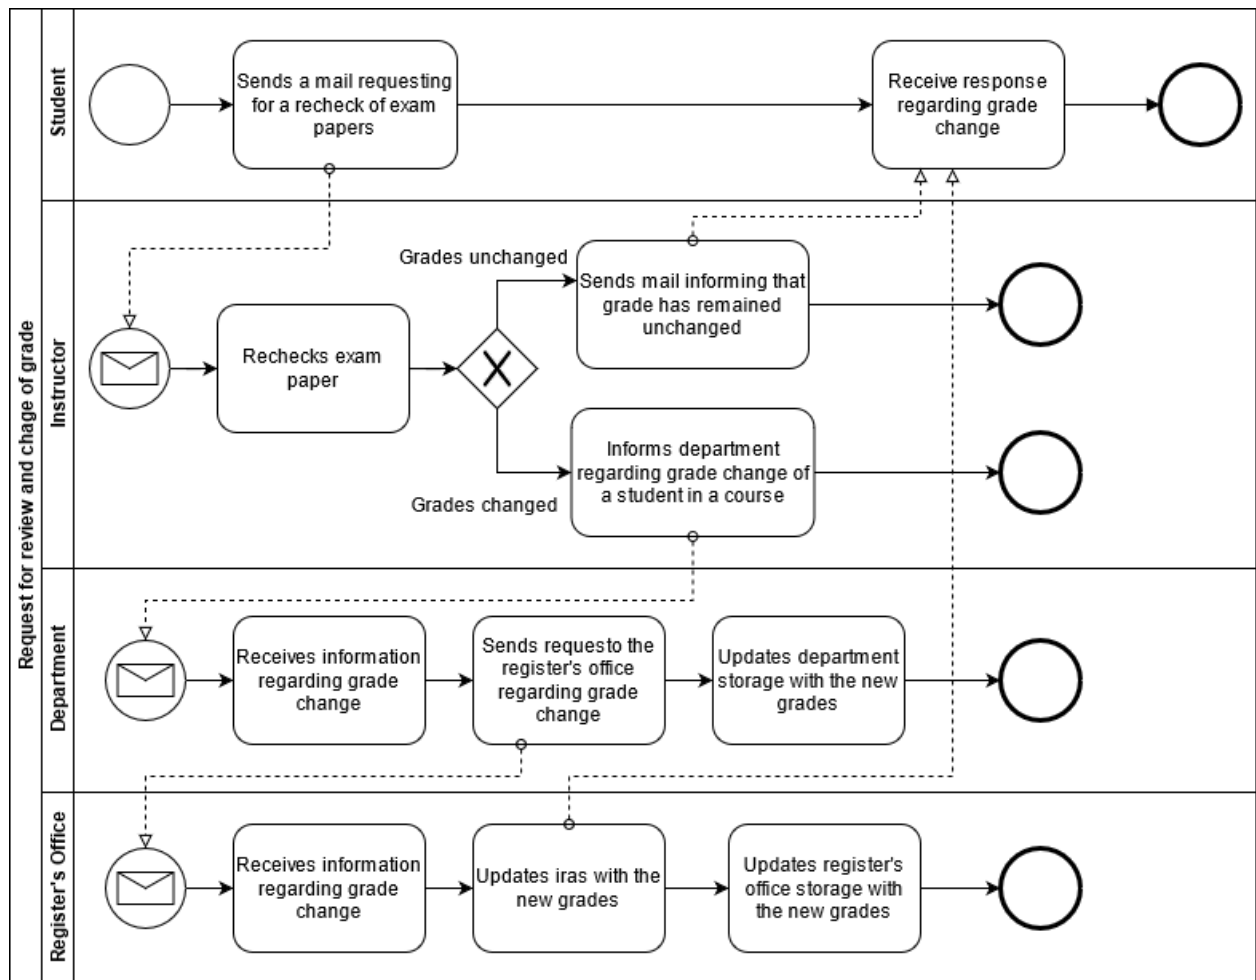 Request for review and chage of grade
Student
Sends a mail requesting
for a recheck of exam
papers
Receive response
regarding grade
change
Instructor
Grades unchanged
Sends mail informing that
grade has remained
unchanged
Rechecks exam
paper
Informs department
regarding grade change of
a student in a course
Grades changed
Department
Receives information
regarding grade
change
Sends requesto the
register's office
regarding grade
change
Updates department
storage with the new
grades
Register's Office
Receives information
regarding grade
change
Updates iras with the
new grades
Updates register's
office storage with
the new grades